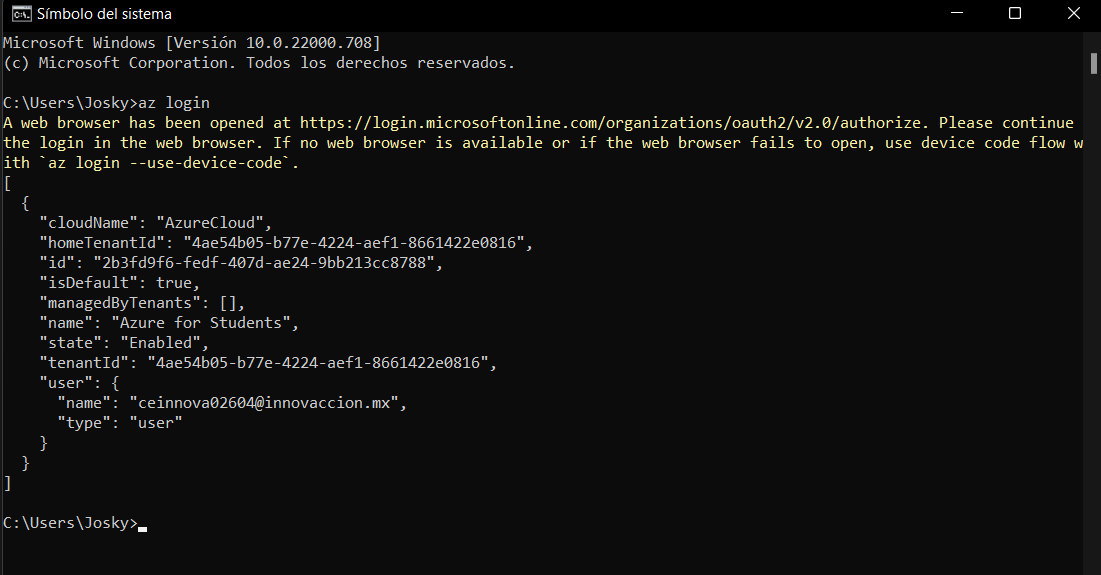 Símbolo del sistema
Microsoft Windows [Versión 10.0.22000.708]
(c) Microsoft Corporation. Todos los derechos reservados.
C:\Users\Josky>az login
A web browser has been opened at https://login.microsoftonline.com/organizations/oauth2/v2.0/authorize. Please continue
the login in the web browser. If no web browser is available or if the web browser fails to open, use device code flow w
ith `az login --use-device-code`.
[
  {
    "cloudName": "AzureCloud",
    "homeTenantId": "4ae54b05-b77e-4224-aef1-8661422e0816",
    "id": "2b3fd9f6-fedf-407d-ae24-9bb213cc8788",
    "isDefault": true,
    "managedByTenants": [],
    "name": "Azure for Students",
    "state": "Enabled",
    "tenantId": "4ae54b05-b77e-4224-aef1-8661422e0816",
    "user": {
      "name": "ceinnova02604@innovaccion.mx",
      "type": "user"
    }
  }
]
C:\Users\Josky>